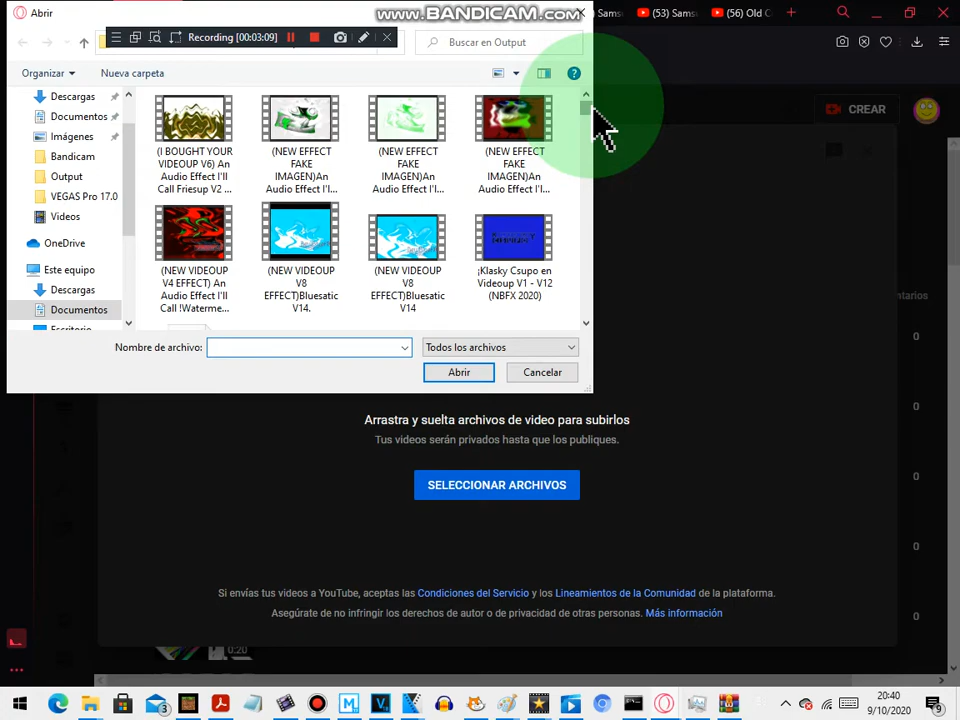 Abrir
www.BANDICAM.com
Recording [00:03:09]
(53) Sams
(56) Old C
Buscar en Output
Organizar
Nueva carpeta
CREAR
Descargas
Documentos
Imágenes
Bandicam
Output
VEGAS Pro 17.0
Videos
OneDrive
Este equipo
Descargas
Documentos
Escritorio
(I BOUGHT YOUR
VIDEOUP V6) An
Audio Effect I'll
Call Friesup V2 ...
(NEW EFFECT
FAKE
IMAGEN)An
Audio Effect I'l...
(NEW EFFECT
FAKE
IMAGEN)An
Audio Effect I'l...
(NEW EFFECT
FAKE
IMAGEN)An
Audio Effect I'l...
(NEW VIDEOUP
V4 EFFECT) An
Audio Effect I'll
Call !Waterme...
(NEW VIDEOUP
V8
EFFECT)Bluesatic
V14.
(NEW VIDEOUP
V8
EFFECT)Bluesatic
V14
¡Klasky Csupo en
Videoup V1 - V12
(NBFX 2020)
Nombre de archivo:
Todos los archivos
Abrir
Cancelar
entarios
0
0
0
0
0
Arrastra y suelta archivos de video para subirlos
Tus videos serán privados hasta que los publiques.
SELECCIONAR ARCHIVOS
Si envías tus videos a YouTube, aceptas las Condiciones del Servicio y los Lineamientos de la Comunidad de la plataforma.
Asegúrate de no infringir los derechos de autor o de privacidad de otras personas. Más información
0:20
20:40
9/10/2020